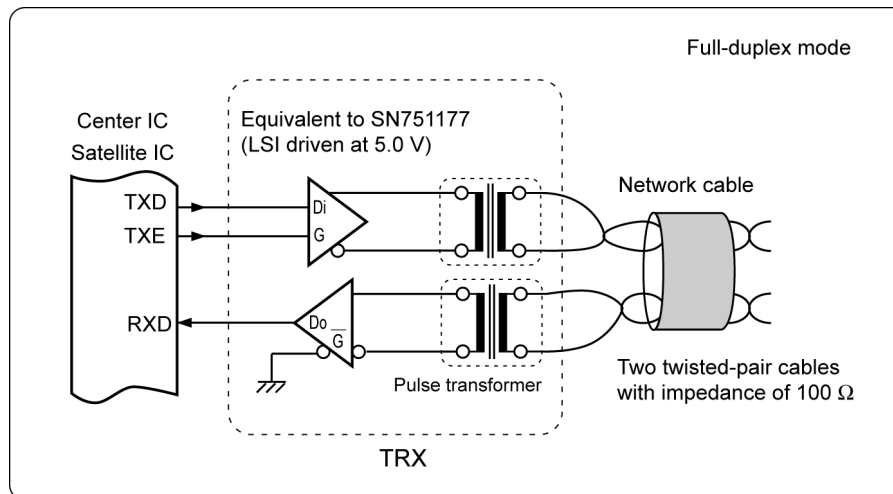 Full-duplex mode
Equivalent to SN751177
(LSI driven at 5.0 V)
Center IC
Satellite IC
TXD
TXE
RXD
Di
G
Do
G
Network cable
Pulse transformer
Two twisted-pair cables
with impedance of 100 Ω
TRX